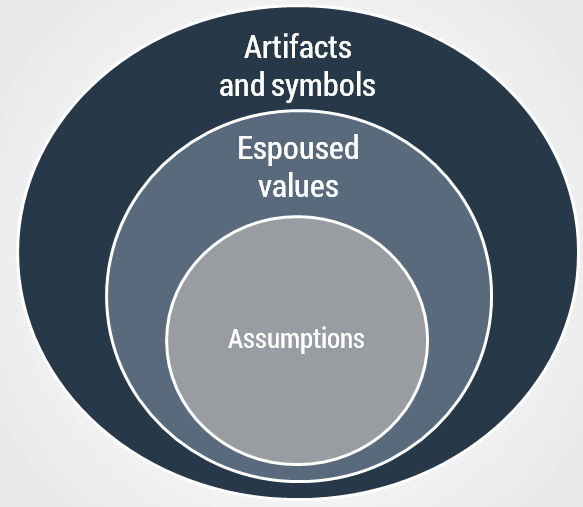 Artifacts
and symbols
Espoused
values
Assumptions